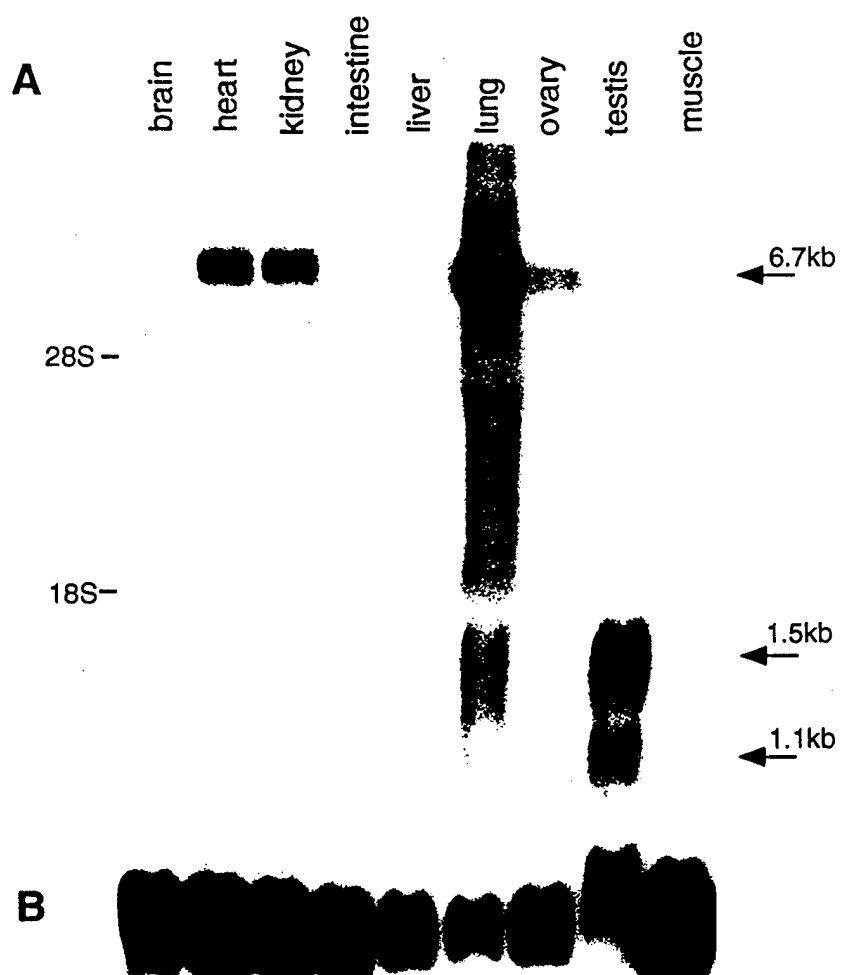 A
brain heart kidney intestine liver lung ovary testis muscle
6.7kb
28S
18S
1.5kb
1.1kb
B